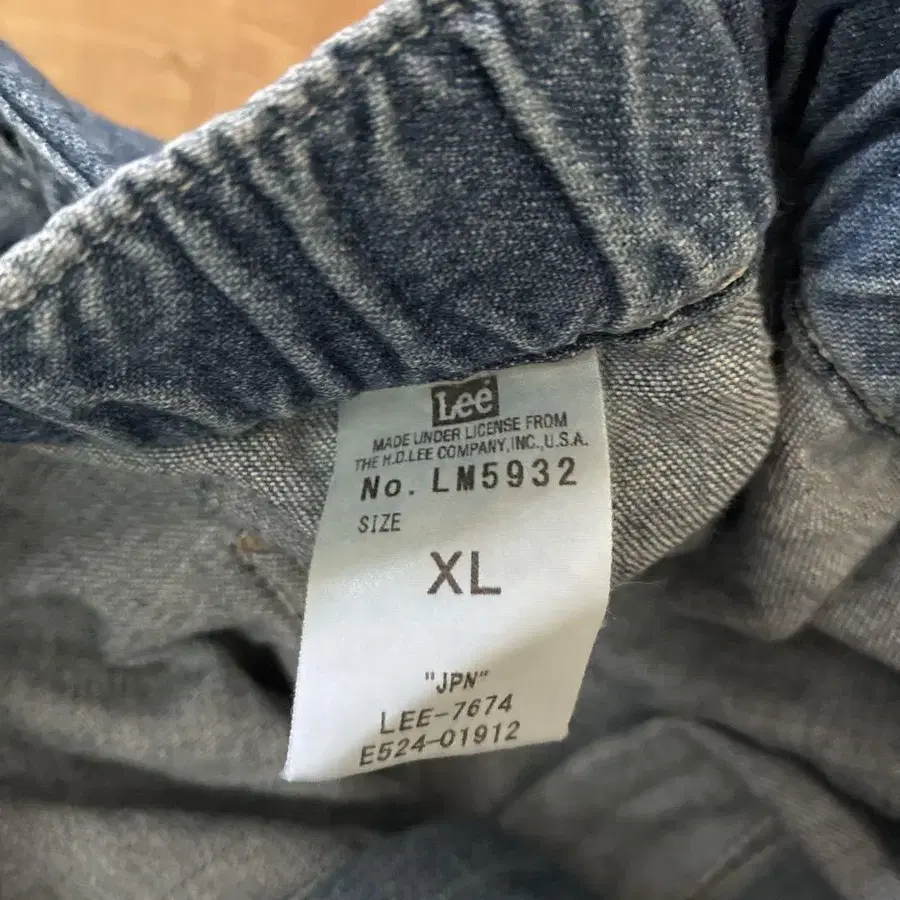 Lee
MADE UNDER LICENSE FROM
THE H.D.LEE COMPANY,INC.,U.S.A.
No. LM5932
SIZE
XL
"JPN"
LEE-7674
E524-01912